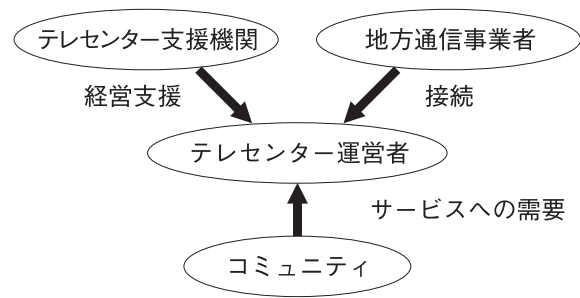 テレセンター支援機関
地方通信事業者
経営支援
接続
テレセンター運営者
サービスへの需要
コミュニティ